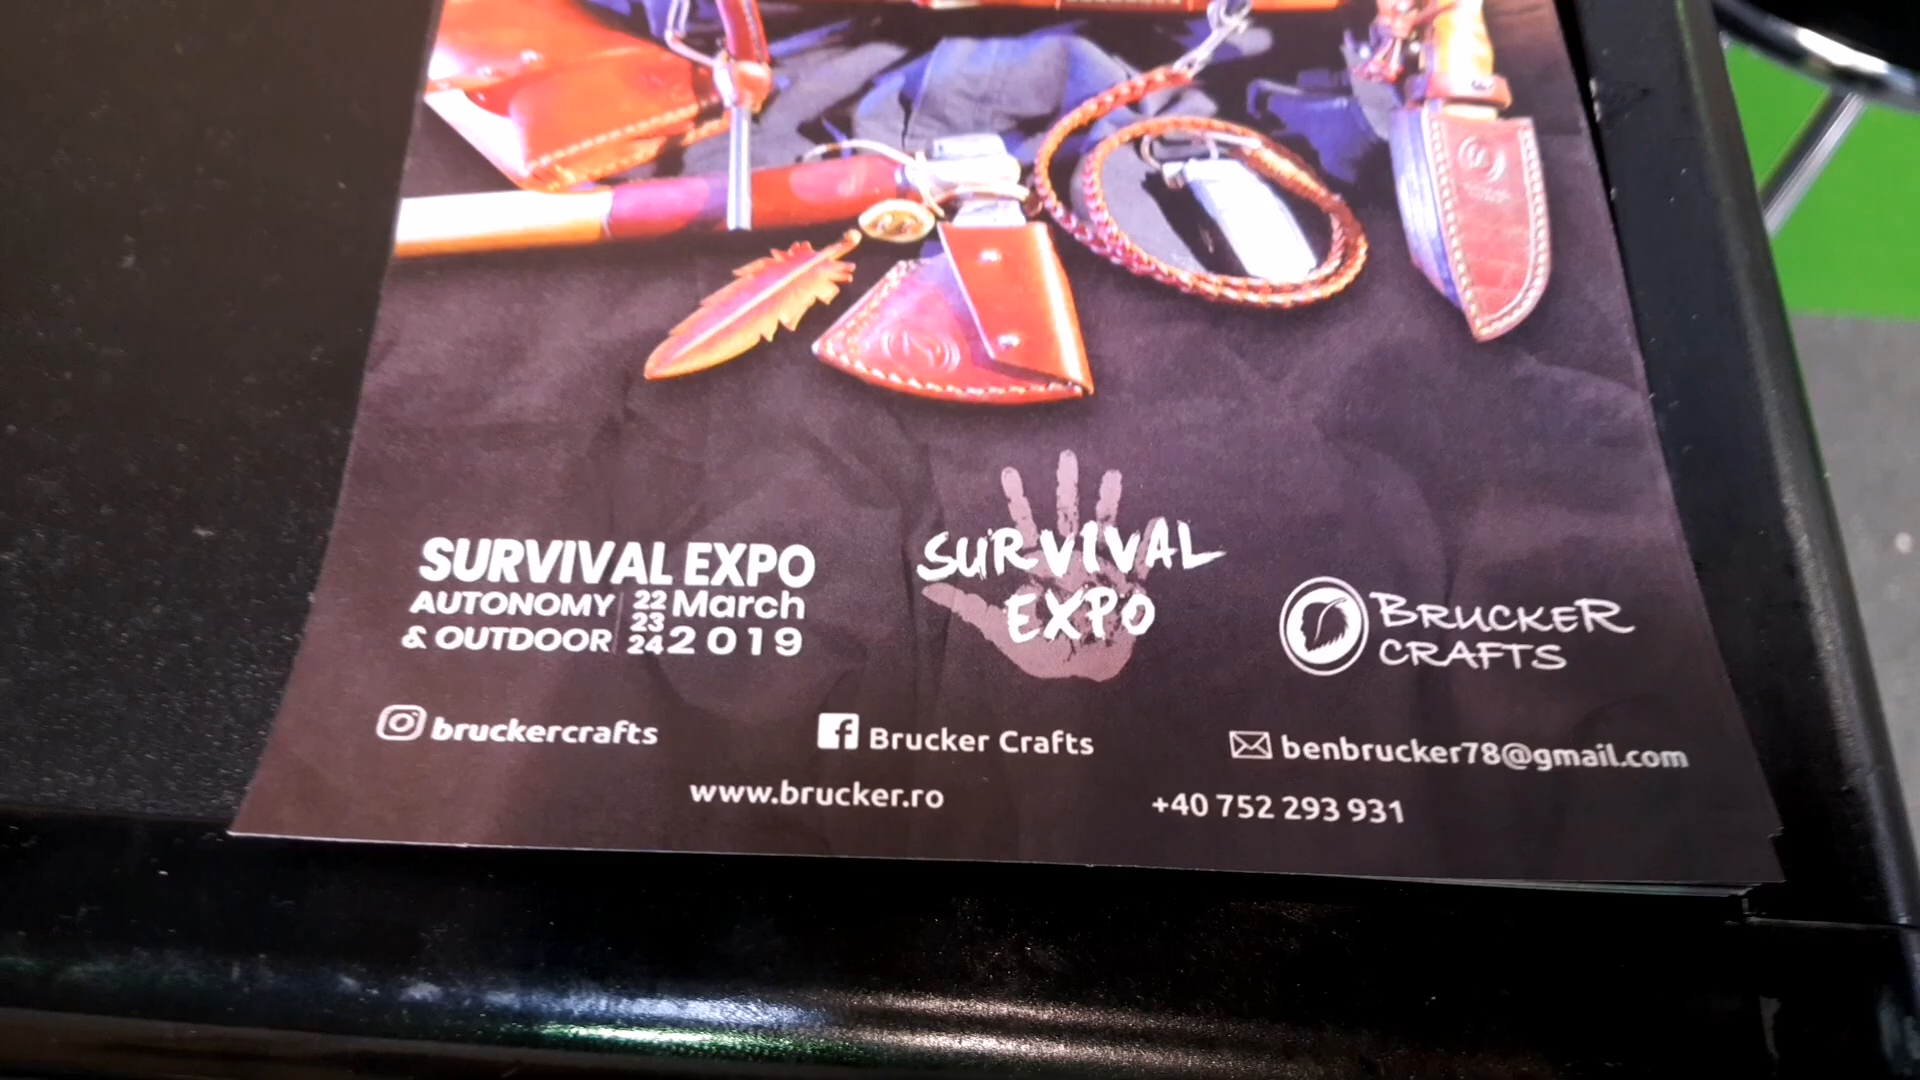 SURVIVAL EXPO
AUTONOMY
& OUTDOOR
22
23
24
March
2019
SURVIVAL
EXPO
BRUCKER
CRAFTS
bruckercrafts
Brucker Crafts
benbrucker78@gmail.com
www.brucker.ro
+40 752 293 931